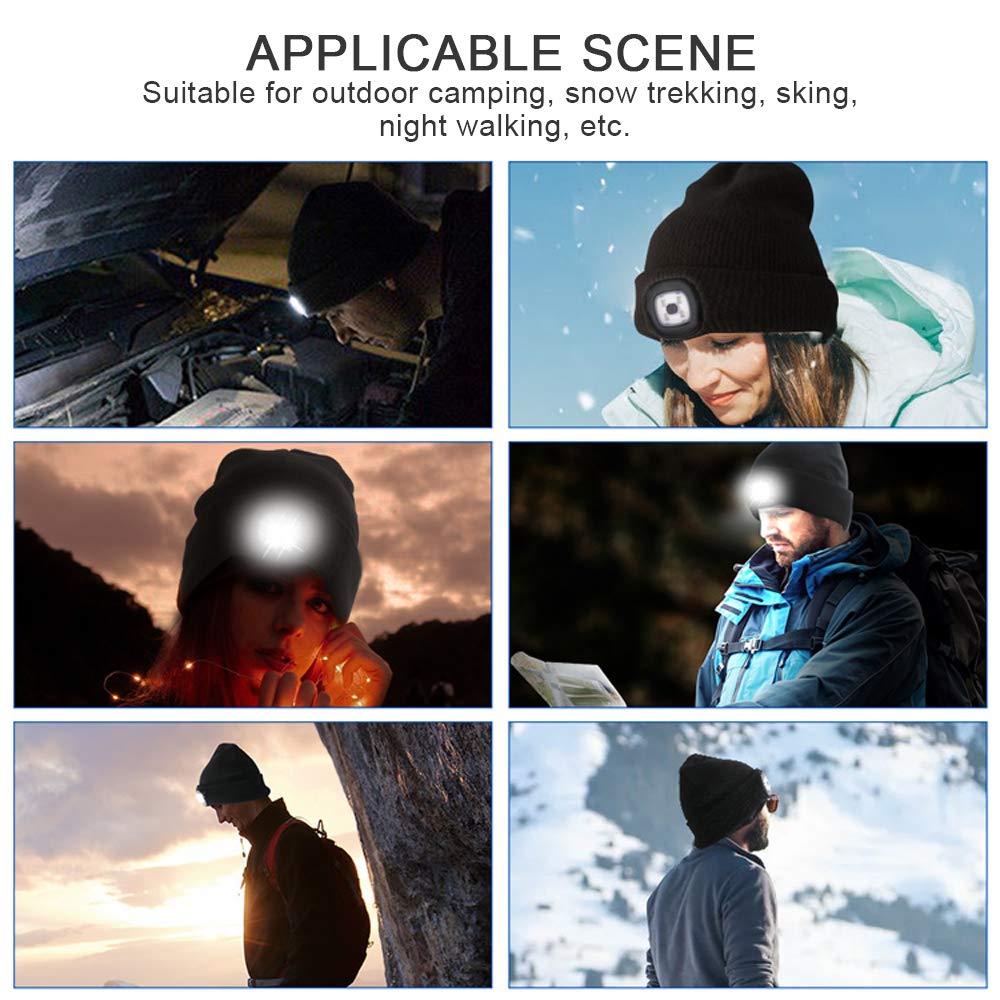 APPLICABLE SCENE
Suitable for outdoor camping, snow trekking, sking,
night walking, etc.